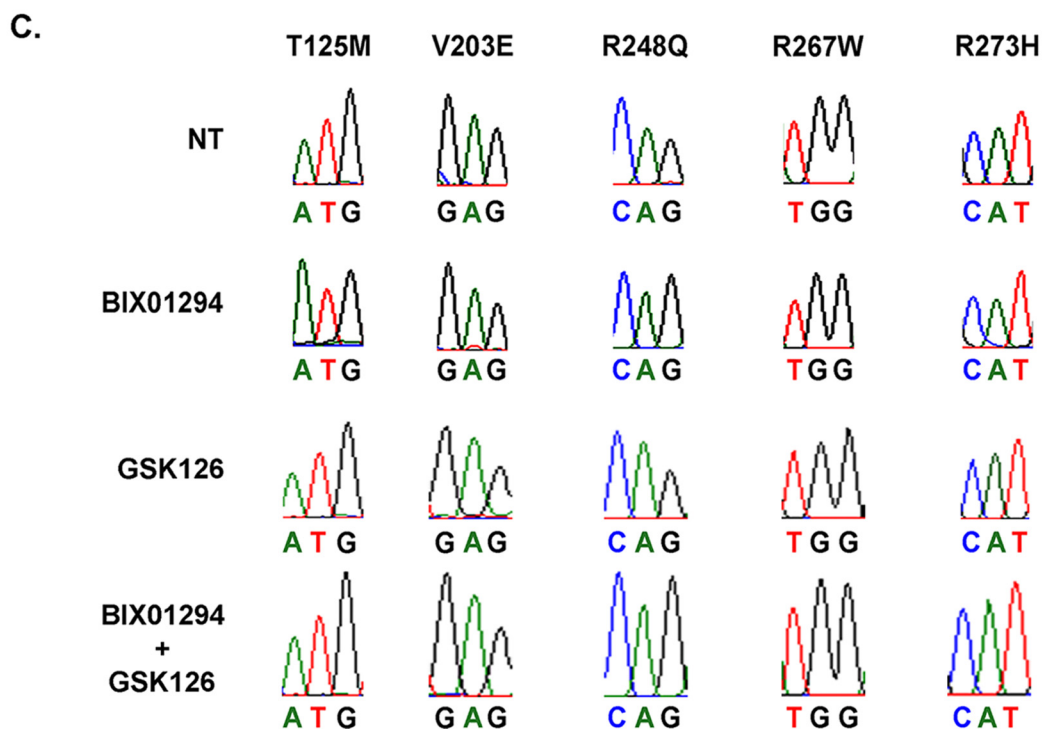 C.
T125M V203E R248Q R267W R273H
NT
ATG GAG CAG TGG CAT
BIX01294
ATG GAG CAG TGG CAT
GSK126
ATG GAG CAG TGG CAT
BIX01294
+
GSK126
ATG GAG CAG TGG CAT